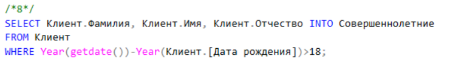 /*8*/
SELECT Клиент.Фамилия, Клиент.Имя, Клиент.Отчество INTO Совершеннолетние
FROM Клиент
WHERE Year(getdate())-Year(Клиент.[Дата рождения])>18;